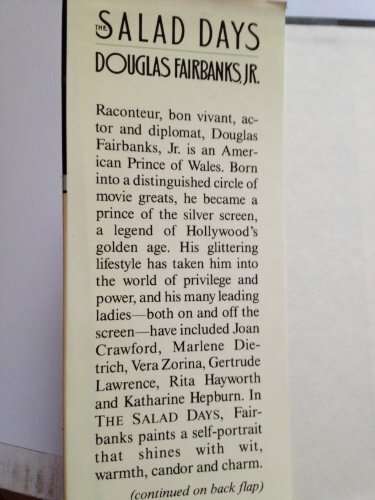 THE SALAD DAYS
DOUGLAS FAIRBANKS, JR.
Raconteur, bon vivant, ac-
tor and diplomat, Douglas
Fairbanks, Jr. is an Amer-
ican Prince of Wales. Born
into a distinguished circle of
movie greats, he became a
prince of the silver screen,
a legend of Hollywood's
golden age. His glittering
lifestyle has taken him into
the world of privilege and
power, and his many leading
ladies—both on and off the
screen—have included Joan
Crawford, Marlene Die-
trich, Vera Zorina, Gertrude
Lawrence, Rita Hayworth
and Katharine Hepburn. In
THE SALAD DAYS, Fair-
banks paints a self-portrait
that shines with wit,
warmth, candor and charm.
(continued on back flap)